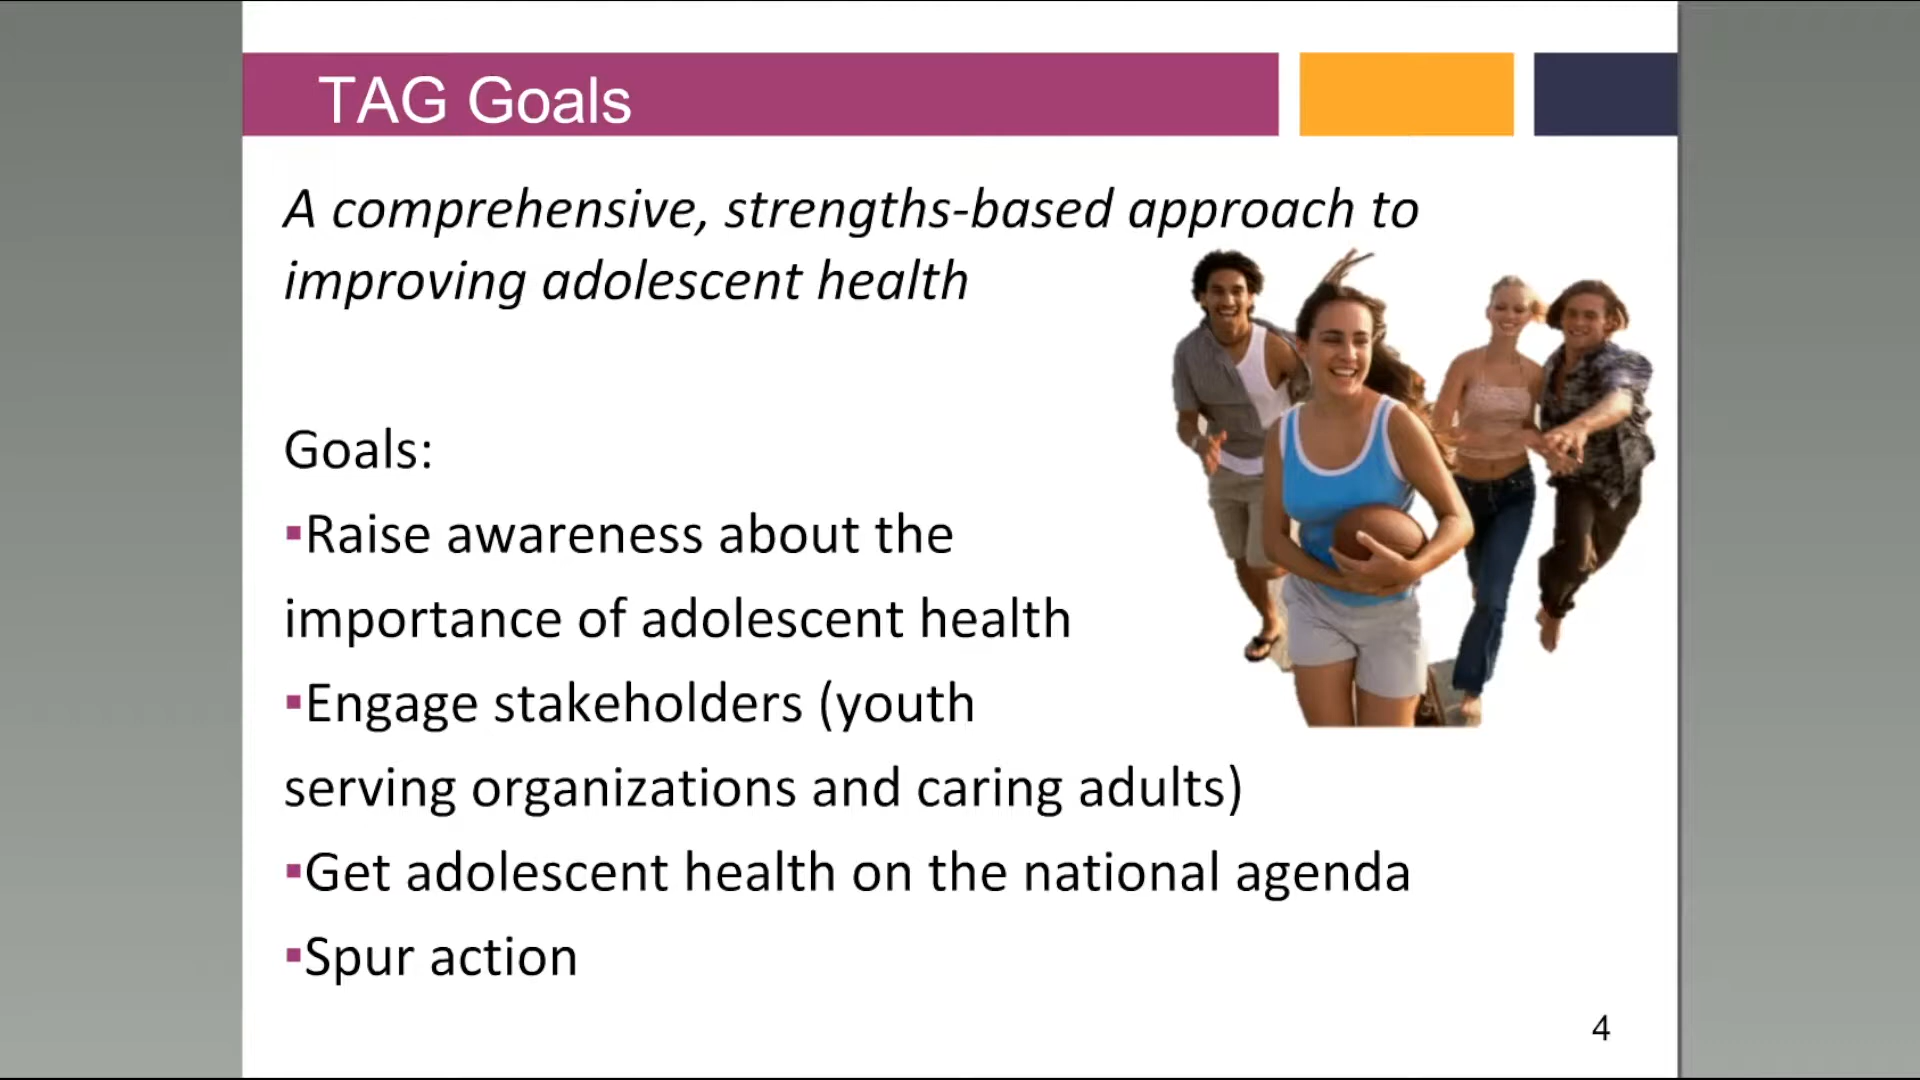 TAG Goals
A comprehensive, strengths-based approach to
improving adolescent health
Goals:
▪Raise awareness about the
importance of adolescent health
▪Engage stakeholders (youth
serving organizations and caring adults)
▪Get adolescent health on the national agenda
▪Spur action
4